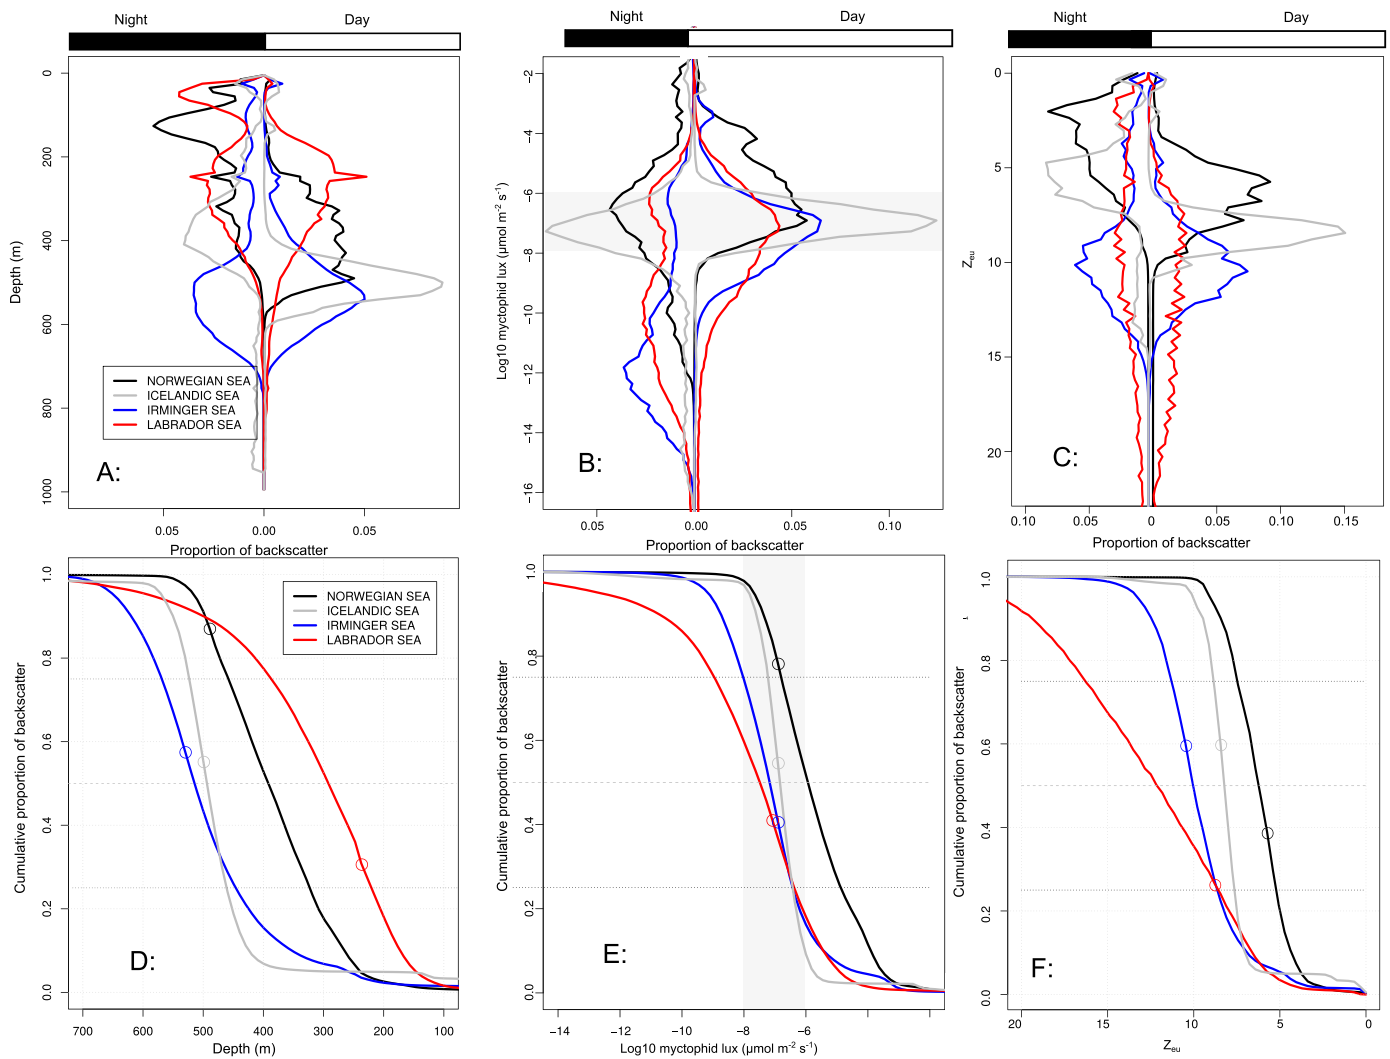 Night Day
0
200
400
600
800
1000
Depth (m)
NORWEGIAN SEA
ICELANDIC SEA
IRMINGER SEA
LABRADOR SEA
A:
0.05 0.00 0.05
Proportion of backscatter
Night Day
−2
−4
−6
−8
−10
−12
−14
−16
Log10 myctophid lux (µmol m⁻² s⁻¹)
B:
0.05 0.00 0.05 0.10
Proportion of backscatter
Night Day
0
5
10
15
20
Zeu
C:
0.10 0.05 0 0.05 0.10 0.15
Proportion of backscatter
1.0
0.8
0.6
0.4
0.2
0.0
Cumulative proportion of backscatter
NORWEGIAN SEA
ICELANDIC SEA
IRMINGER SEA
LABRADOR SEA
D:
700 600 500 400 300 200 100
Depth (m)
1.0
0.8
0.6
0.4
0.2
0.0
Cumulative proportion of backscatter
E:
−14 −12 −10 −8 −6
Log10 myctophid lux (µmol m⁻² s⁻¹)
1.0
0.8
0.6
0.4
0.2
0.0
Cumulative proportion of backscatter
F:
20 15 10 5 0
Zeu